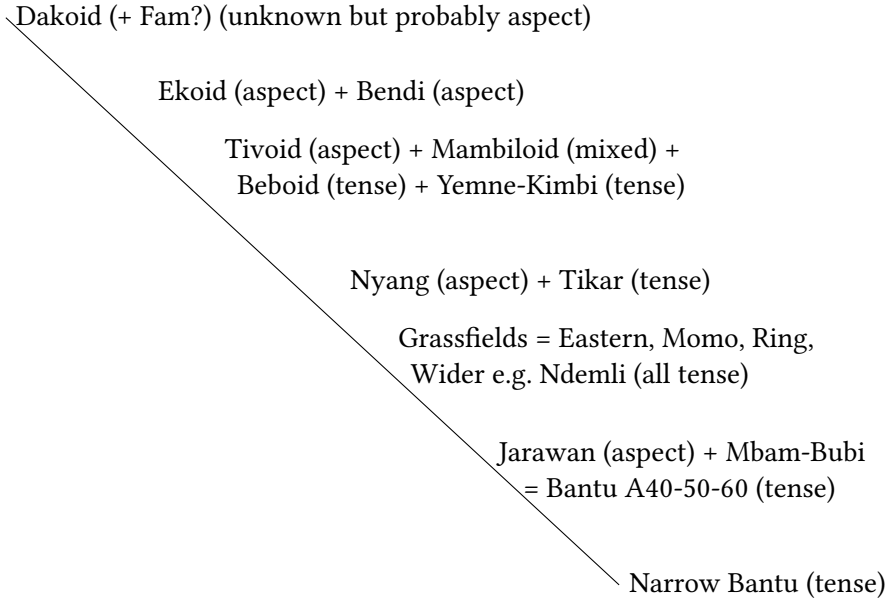 Dakoid (+ Fam?) (unknown but probably aspect)
Ekoid (aspect) + Bendi (aspect)
Tivoid (aspect) + Mambiloid (mixed) +
Beboid (tense) + Yemne-Kimbi (tense)
Nyang (aspect) + Tikar (tense)
Grassfields = Eastern, Momo, Ring,
Wider e.g. Ndemli (all tense)
Jarawan (aspect) + Mbam-Bubi
= Bantu A40-50-60 (tense)
Narrow Bantu (tense)